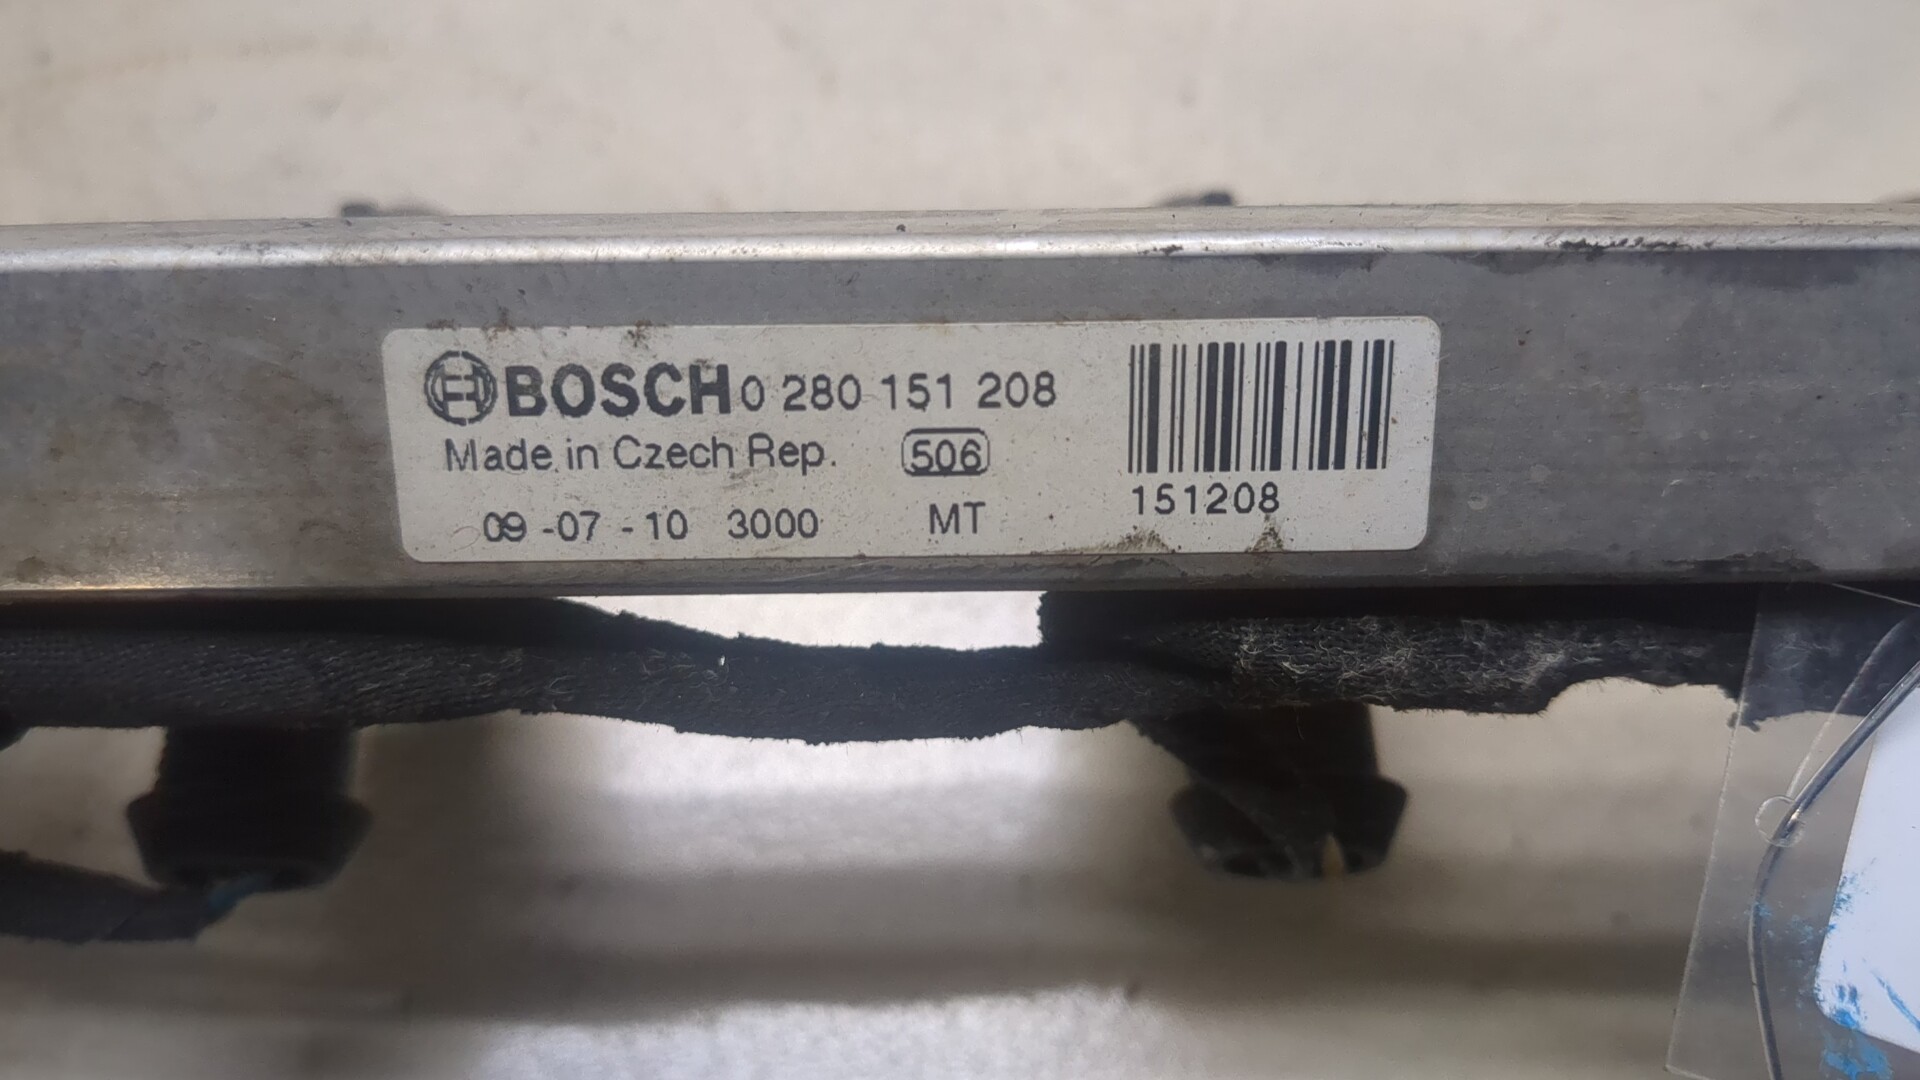 BOSCH 0 280 151 208
Made in Czech Rep. 506
09-07-10 3000 MT
151208